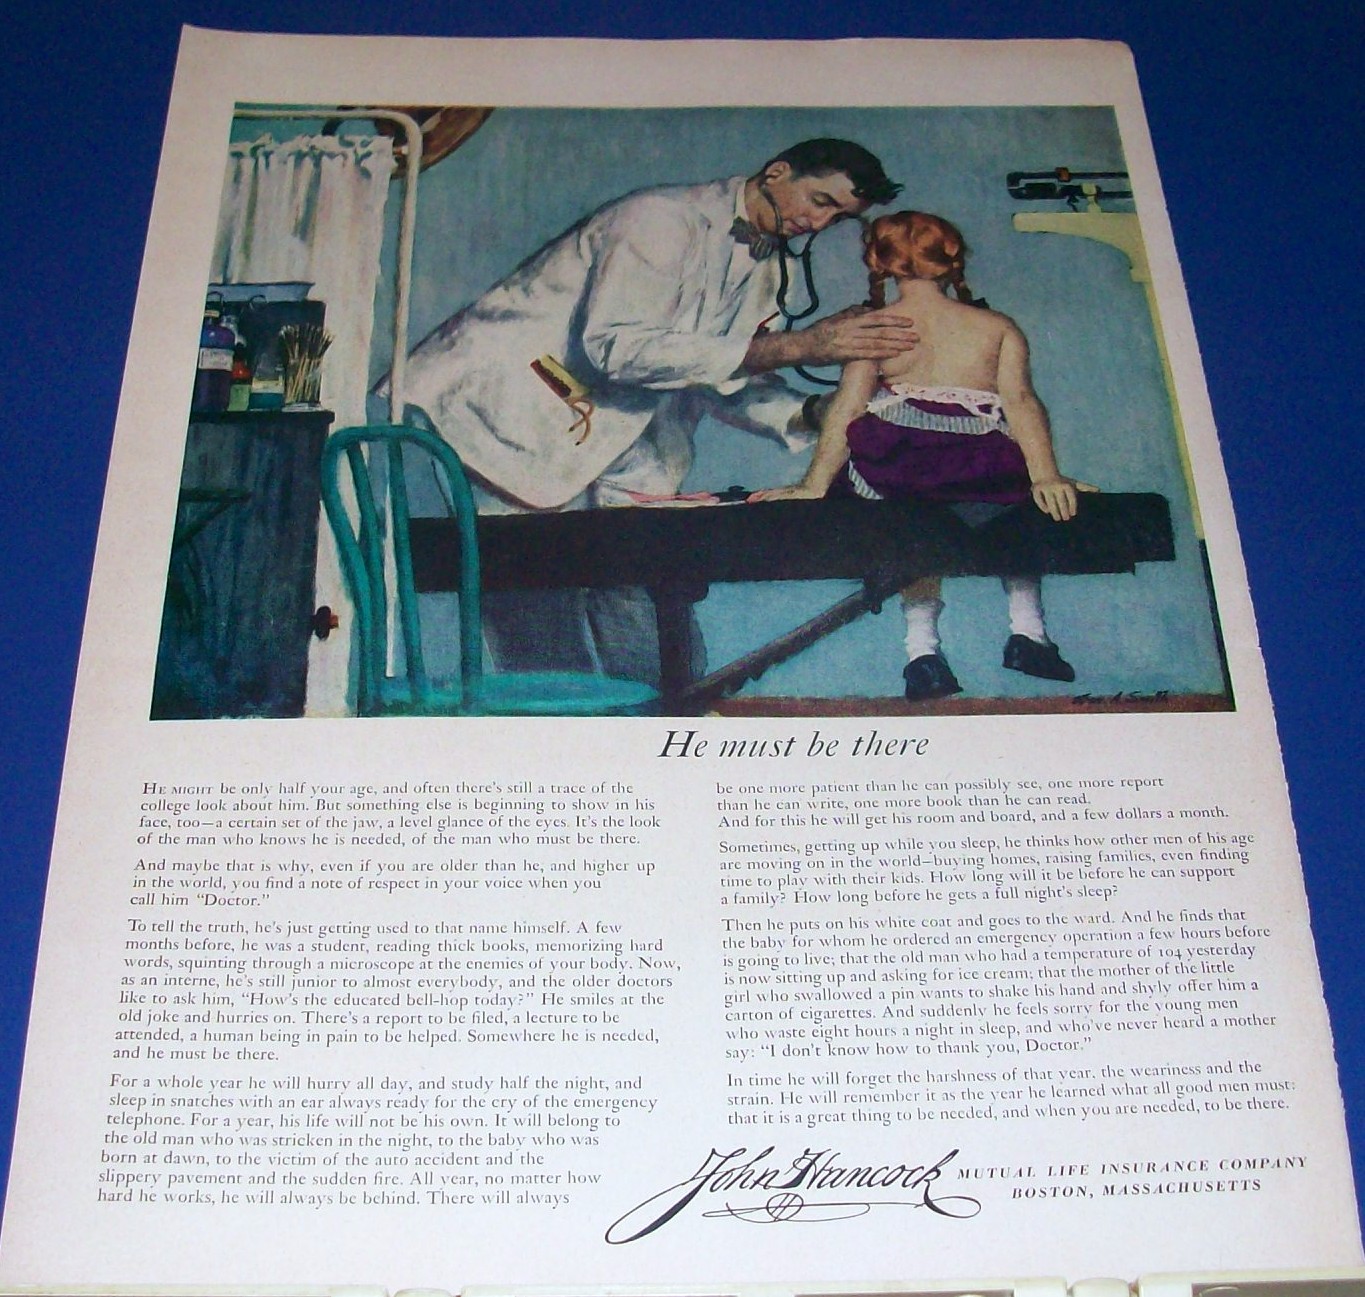 He must be there
HE MIGHT be only half your age, and often there's still a trace of the
college look about him. But something else is beginning to show in his
face, too—a certain set of the jaw, a level glance of the eyes. It's the look
of the man who knows he is needed, of the man who must be there.
And maybe that is why, even if you are older than he, and higher up
in the world, you find a note of respect in your voice when you
call him "Doctor."
To tell the truth, he's just getting used to that name himself. A few
months before, he was a student, reading thick books, memorizing hard
words, squinting through a microscope at the enemies of your body. Now,
as an interne, he's still junior to almost everybody, and the older doctors
like to ask him, "How's the educated bell-hop today?" He smiles at the
old joke and hurries on. There's a report to be filed, a lecture to be
attended, a human being in pain to be helped. Somewhere he is needed,
and he must be there.
For a whole year he will hurry all day, and study half the night, and
sleep in snatches with an ear always ready for the cry of the emergency
telephone. For a year, his life will not be his own. It will belong to
the old man who was stricken in the night, to the baby who was
born at dawn, to the victim of the auto accident and the
slippery pavement and the sudden fire. All year, no matter how
hard he works, he will always be behind. There will always
be one more patient than he can possibly see, one more report
than he can write, one more book than he can read.
And for this he will get his room and board, and a few dollars a month.
Sometimes, getting up while you sleep, he thinks how other men of his age
are moving on in the world—buying homes, raising families, even finding
time to play with their kids. How long will it be before he can support
a family? How long before he gets a full night's sleep?
Then he puts on his white coat and goes to the ward. And he finds that
the baby for whom he ordered an emergency operation a few hours before
is going to live; that the old man who had a temperature of 104 yesterday
is now sitting up and asking for ice cream; that the mother of the little
girl who swallowed a pin wants to shake his hand and shyly offer him a
carton of cigarettes. And suddenly he feels sorry for the young men
who waste eight hours a night in sleep, and who've never heard a mother
say: "I don't know how to thank you, Doctor."
In time he will forget the harshness of that year, the weariness and the
strain. He will remember it as the year he learned what all good men must:
that it is a great thing to be needed, and when you are needed, to be there.
John Hancock MUTUAL LIFE INSURANCE COMPANY
BOSTON, MASSACHUSETTS